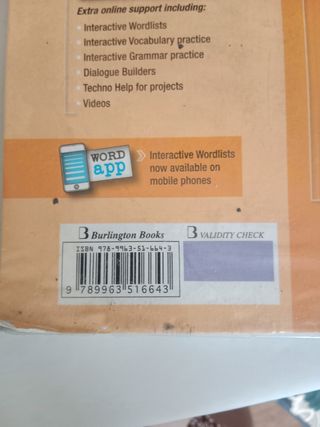 Extra online support including:
• Interactive Wordlists
• Interactive Vocabulary practice
• Interactive Grammar practice
• Dialogue Builders
• Techno Help for projects
• Videos
WORD app
Interactive Wordlists
now available on
mobile phones
B Burlington Books
B VALIDITY CHECK
ISBN 978-9963-51-664-3
9 789963 516643